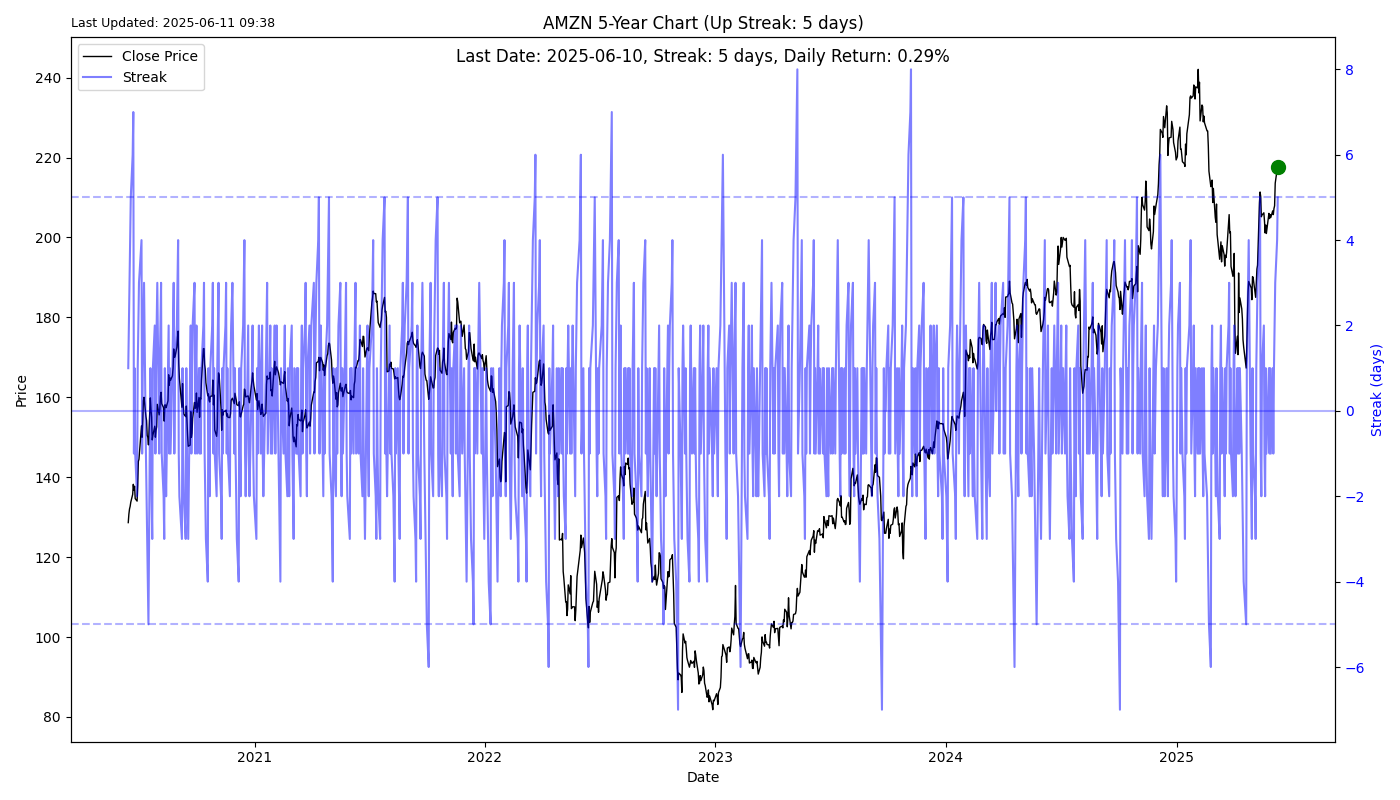 Last Updated: 2025-06-11 09:38
AMZN 5-Year Chart (Up Streak: 5 days)
Last Date: 2025-06-10, Streak: 5 days, Daily Return: 0.29%
Close Price
Streak
240
220
200
180
160
140
120
100
80
Price
8
6
4
2
0
−2
−4
−6
Streak (days)
2021
2022
2023
2024
2025
Date